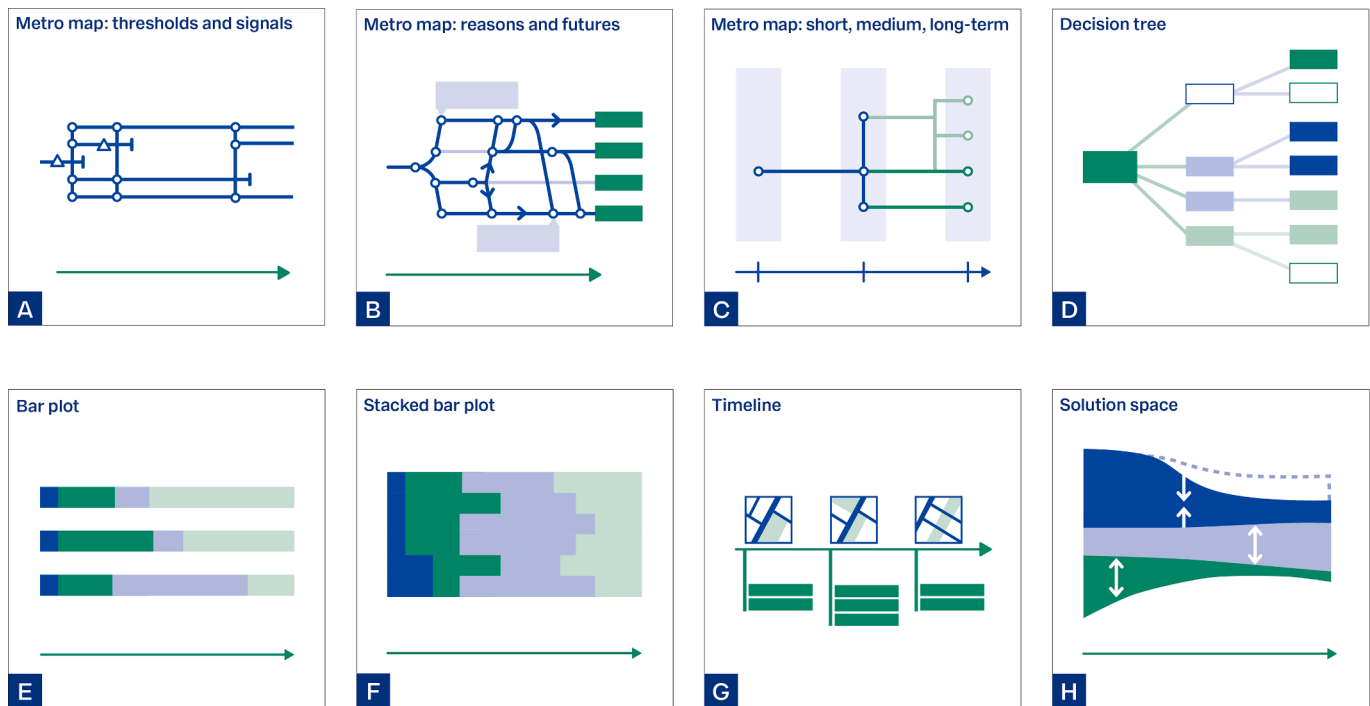 Metro map: thresholds and signals
A
Metro map: reasons and futures
B
Metro map: short, medium, long-term
C
Decision tree
D
Bar plot
E
Stacked bar plot
F
Timeline
G
Solution space
H